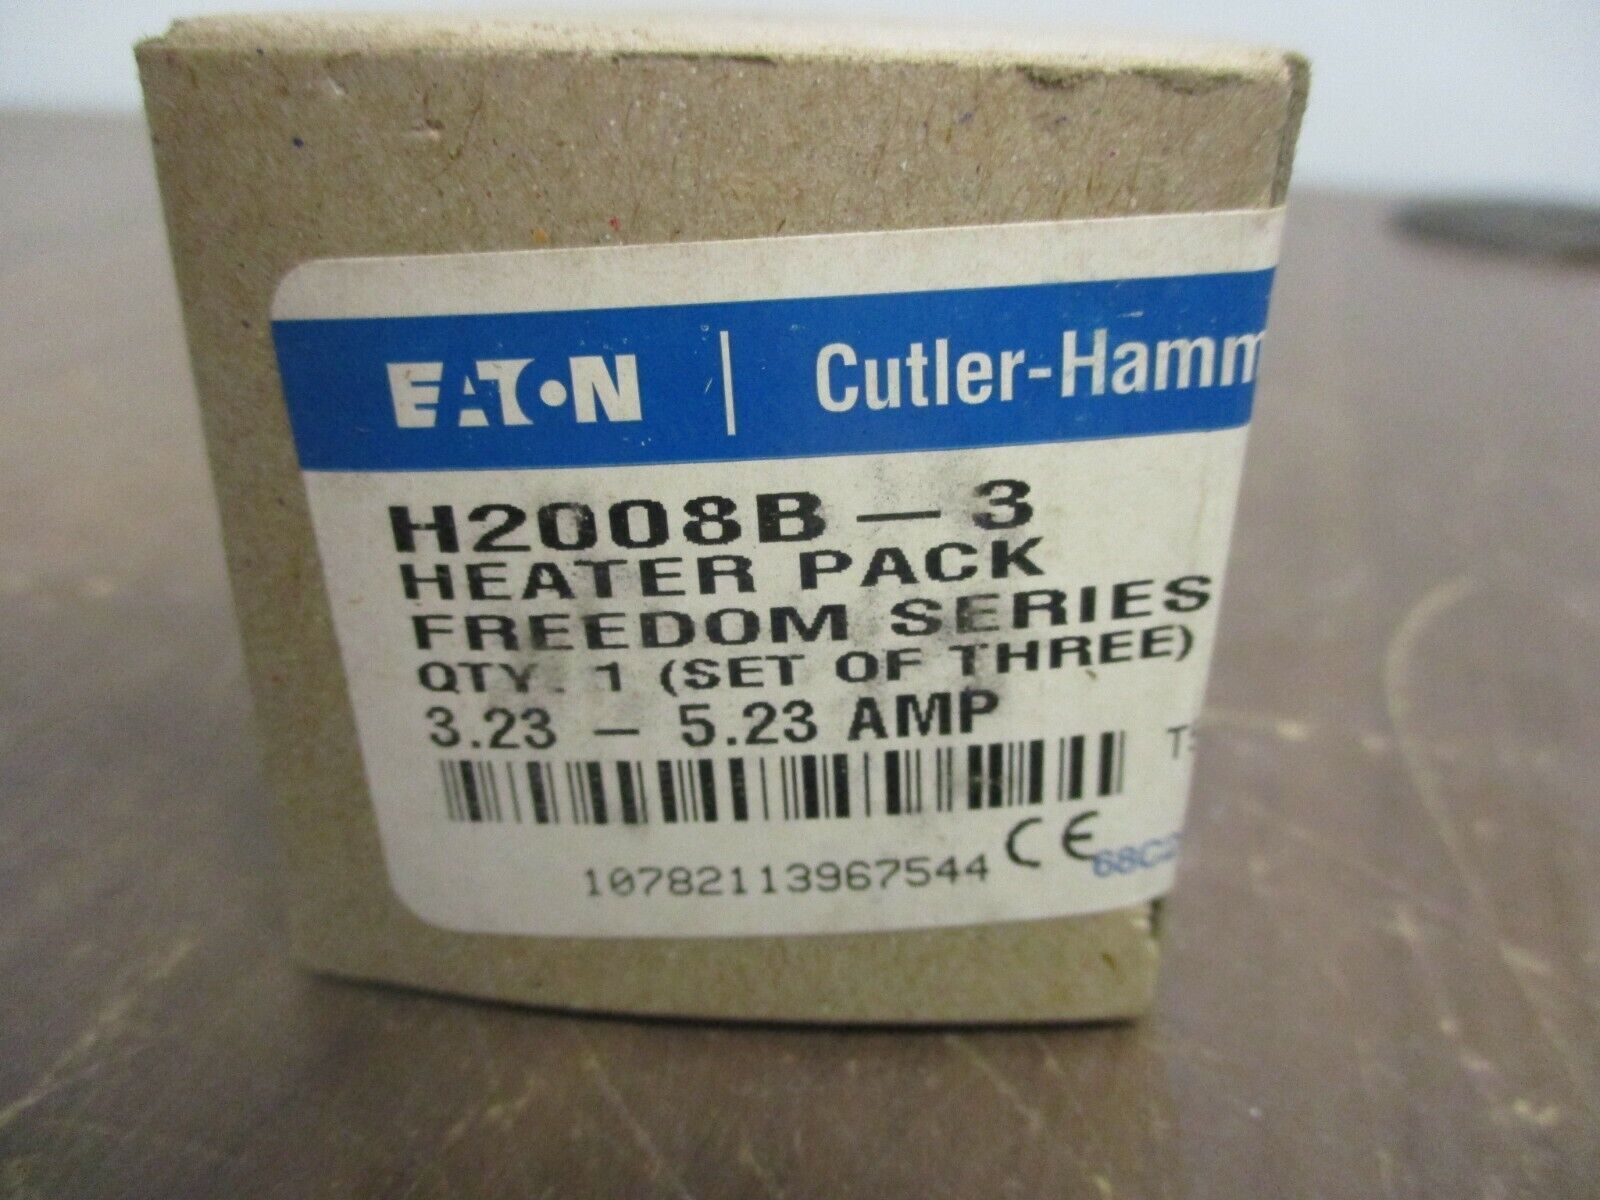 EATON | Cutler-Hamm
H2008B-3
HEATER PACK
FREEDOM SERIES
QTY. 1 (SET OF THREE)
3.23 - 5.23 AMP
10782113967544 CE 68C2